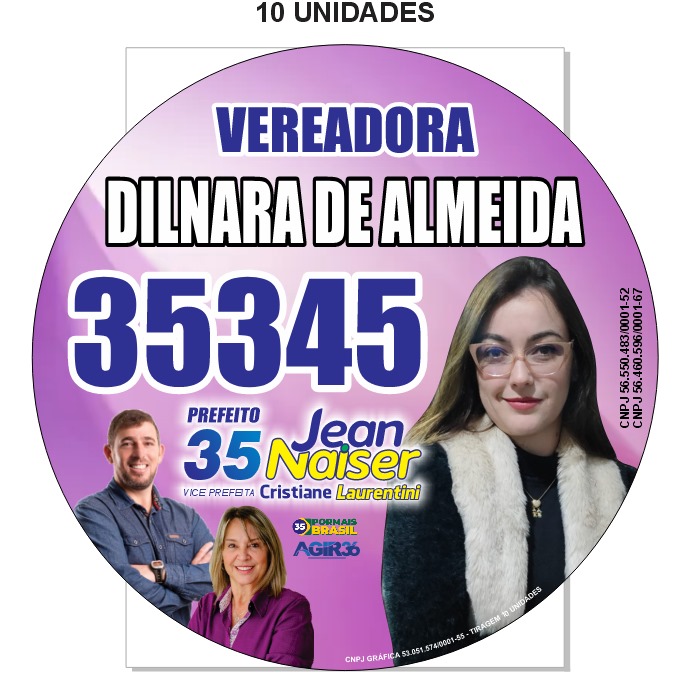 10 UNIDADES
VEREADORA
DILNARA DE ALMEIDA
35345
CNPJ 56.550.483/0001-52
CNPJ 56.460.596/0001-67
PREFEITO
35 Jean
Naiser
VICE PREFEITA Cristiane Laurentini
35 PORMAIS
BRASIL
AGIR36
CNPJ GRÁFICA 53.051.574/0001-55 - TIRAGEM 10 UNIDADES